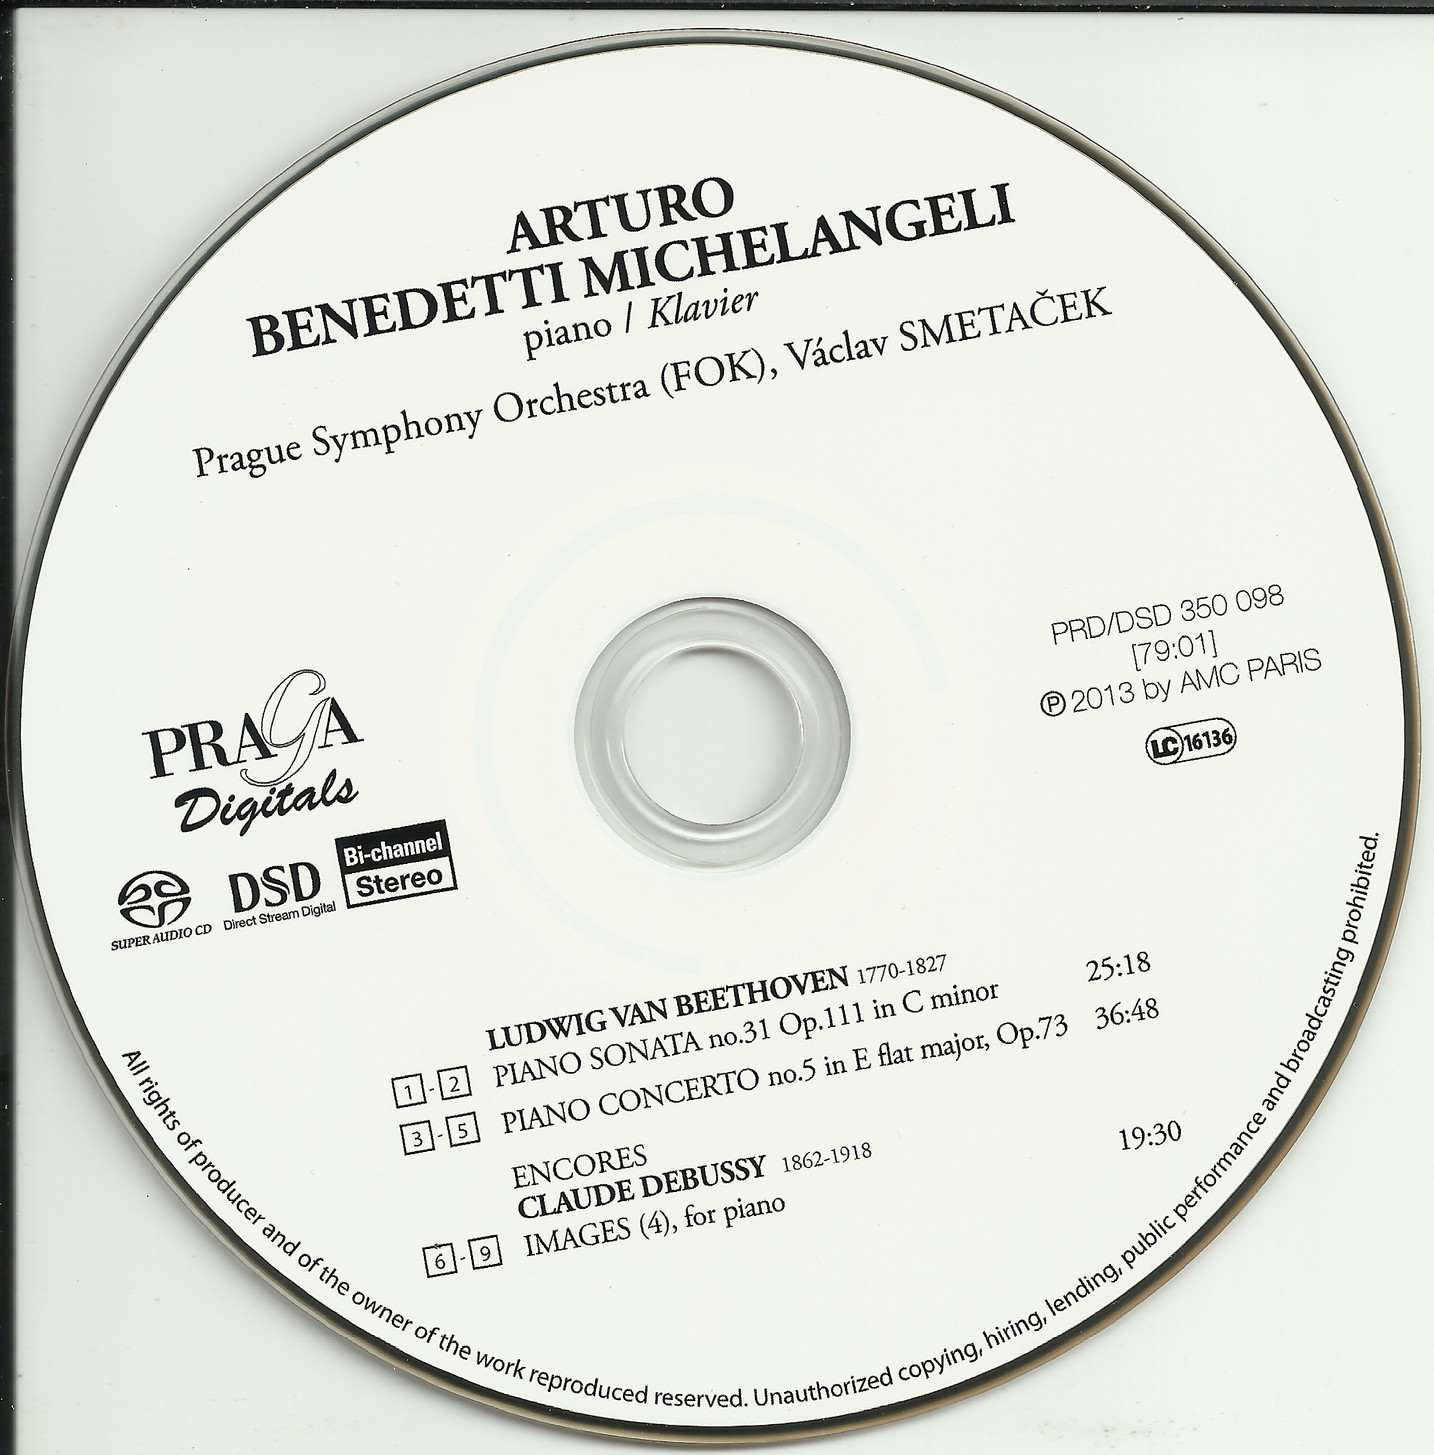 ARTURO
BENEDETTI MICHELANGELI
piano / Klavier
Prague Symphony Orchestra (FOK), Václav SMETAČEK
PRD/DSD 350 098
[79:01]
℗ 2013 by AMC PARIS
LC 16136
PRAGA
Digitals
SUPER AUDIO CD
DSD
Direct Stream Digital
Bi-channel
Stereo
LUDWIG VAN BEETHOVEN 1770-1827
1 - 2 PIANO SONATA no.31 Op.111 in C minor 25:18
3 - 5 PIANO CONCERTO no.5 in E flat major, Op.73 36:48
ENCORES
CLAUDE DEBUSSY 1862-1918 19:30
6 - 9 IMAGES (4), for piano
All rights of producer and of the owner of the work reproduced reserved. Unauthorized copying, hiring, lending, public performance and broadcasting prohibited.